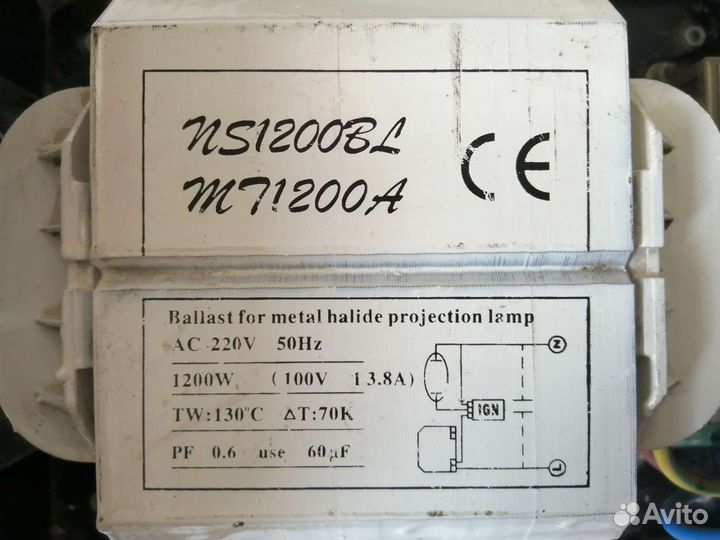 NS1200BL
MT1200A
CE
Ballast for metal halide projection lamp
AC 220V 50Hz
1200W (100V 13.8A)
TW:130°C ΔT:70K
PF 0.6 use 60µF
N
IGN
L
Avito